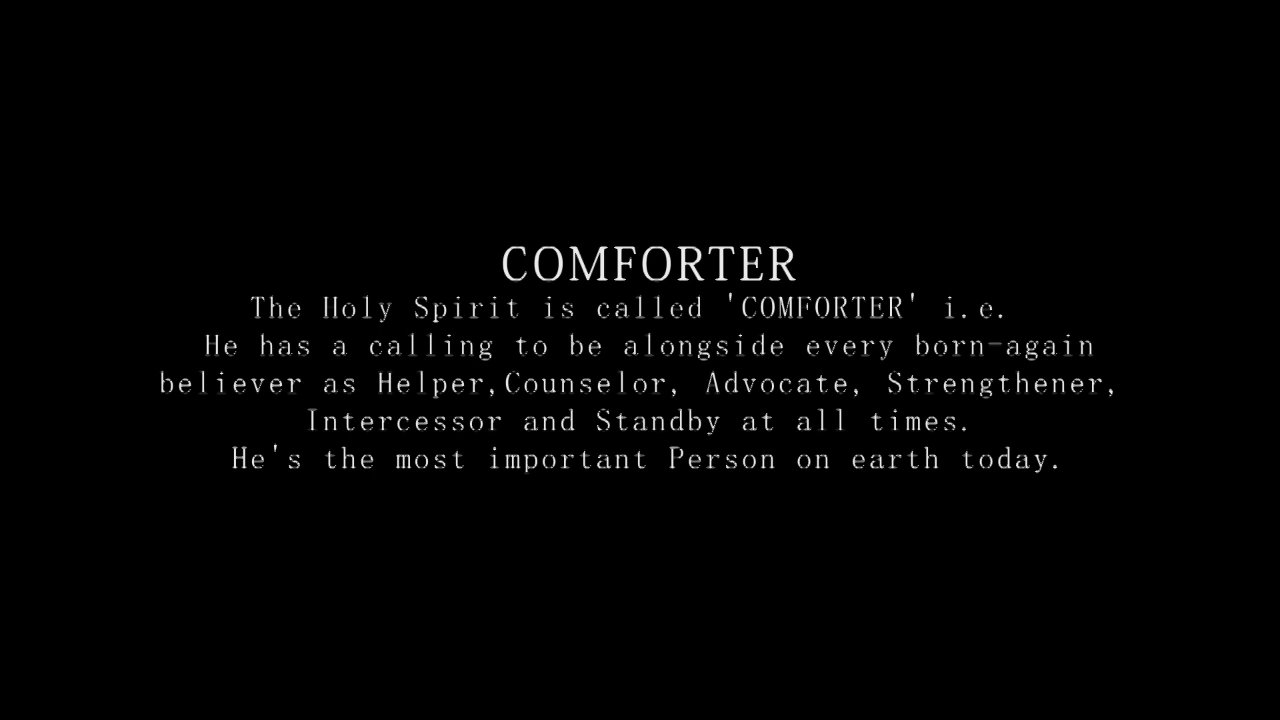 COMFORTER
The Holy Spirit is called 'COMFORTER' i.e.
He has a calling to be alongside every born-again
believer as Helper,Counselor, Advocate, Strengthener,
Intercessor and Standby at all times.
He's the most important Person on earth today.